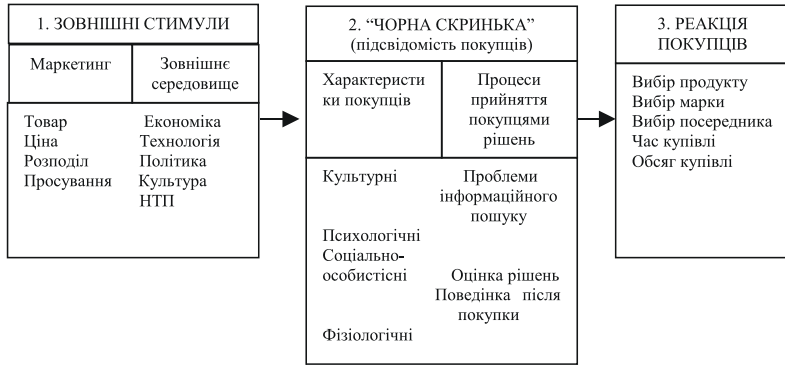 1. ЗОВНІШНІ СТИМУЛИ
Маркетинг
Зовнішнє
середовище
Товар
Ціна
Розподіл
Просування
Економіка
Технологія
Політика
Культура
НТП
2. “ЧОРНА СКРИНЬКА”
(підсвідомість покупців)
Характеристи
ки покупців
Процеси
прийняття
покупцями
рішень
Культурні
Психологічні
Соціально-
особистісні
Фізіологічні
Проблеми
інформаційного
пошуку
Оцінка рішень
Поведінка після
покупки
3. РЕАКЦІЯ
ПОКУПЦІВ
Вибір продукту
Вибір марки
Вибір посередника
Час купівлі
Обсяг купівлі